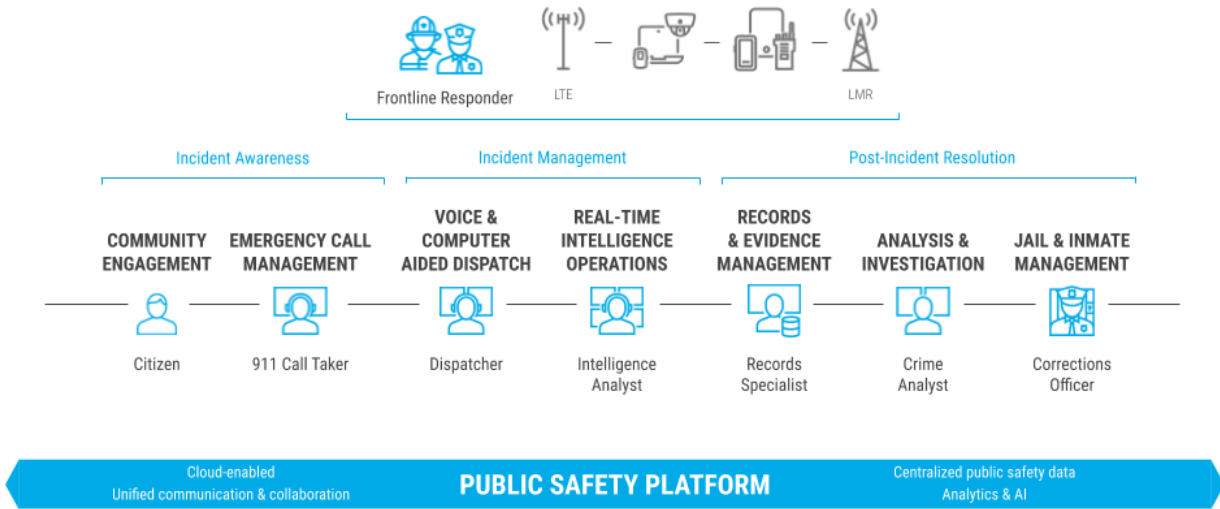 Frontline Responder
LTE
LMR
Incident Awareness
Incident Management
Post-Incident Resolution
COMMUNITY
ENGAGEMENT
EMERGENCY CALL
MANAGEMENT
VOICE &
COMPUTER
AIDED DISPATCH
REAL-TIME
INTELLIGENCE
OPERATIONS
RECORDS
& EVIDENCE
MANAGEMENT
ANALYSIS &
INVESTIGATION
JAIL & INMATE
MANAGEMENT
Citizen
911 Call Taker
Dispatcher
Intelligence
Analyst
Records
Specialist
Crime
Analyst
Corrections
Officer
Cloud-enabled
Unified communication & collaboration
PUBLIC SAFETY PLATFORM
Centralized public safety data
Analytics & AI